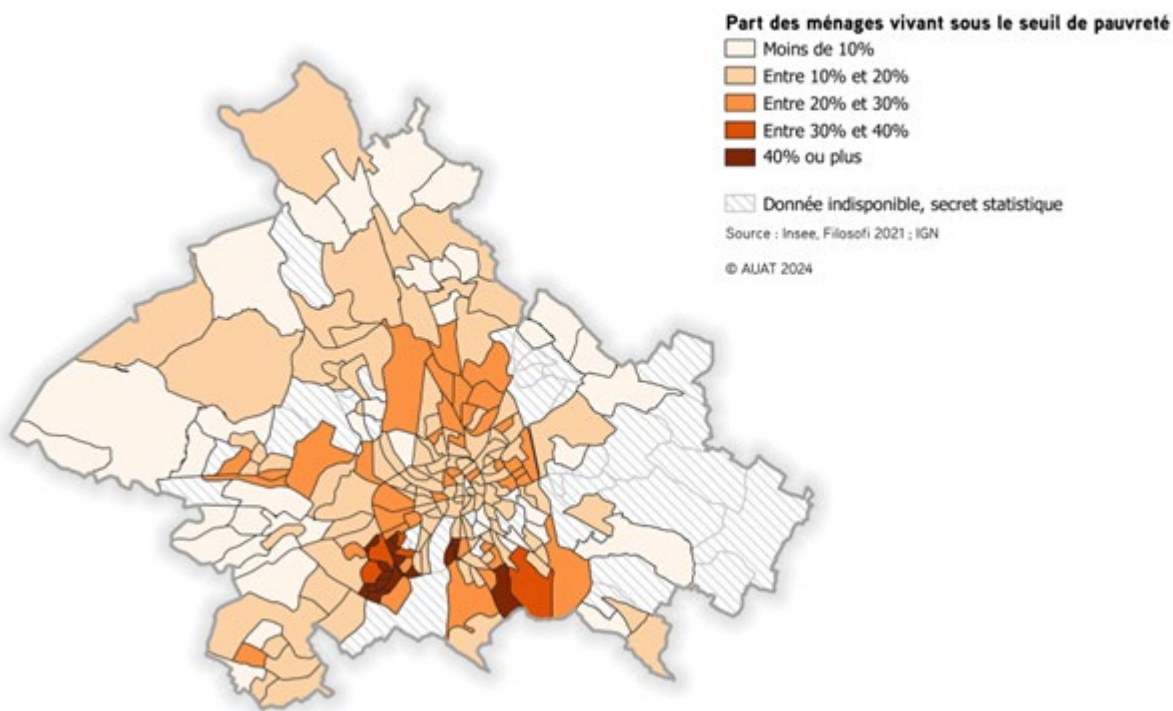 Part des ménages vivant sous le seuil de pauvreté
Moins de 10%
Entre 10% et 20%
Entre 20% et 30%
Entre 30% et 40%
40% ou plus
Donnée indisponible, secret statistique
Source : Insee, Filosofi 2021 ; IGN
© AUAT 2024